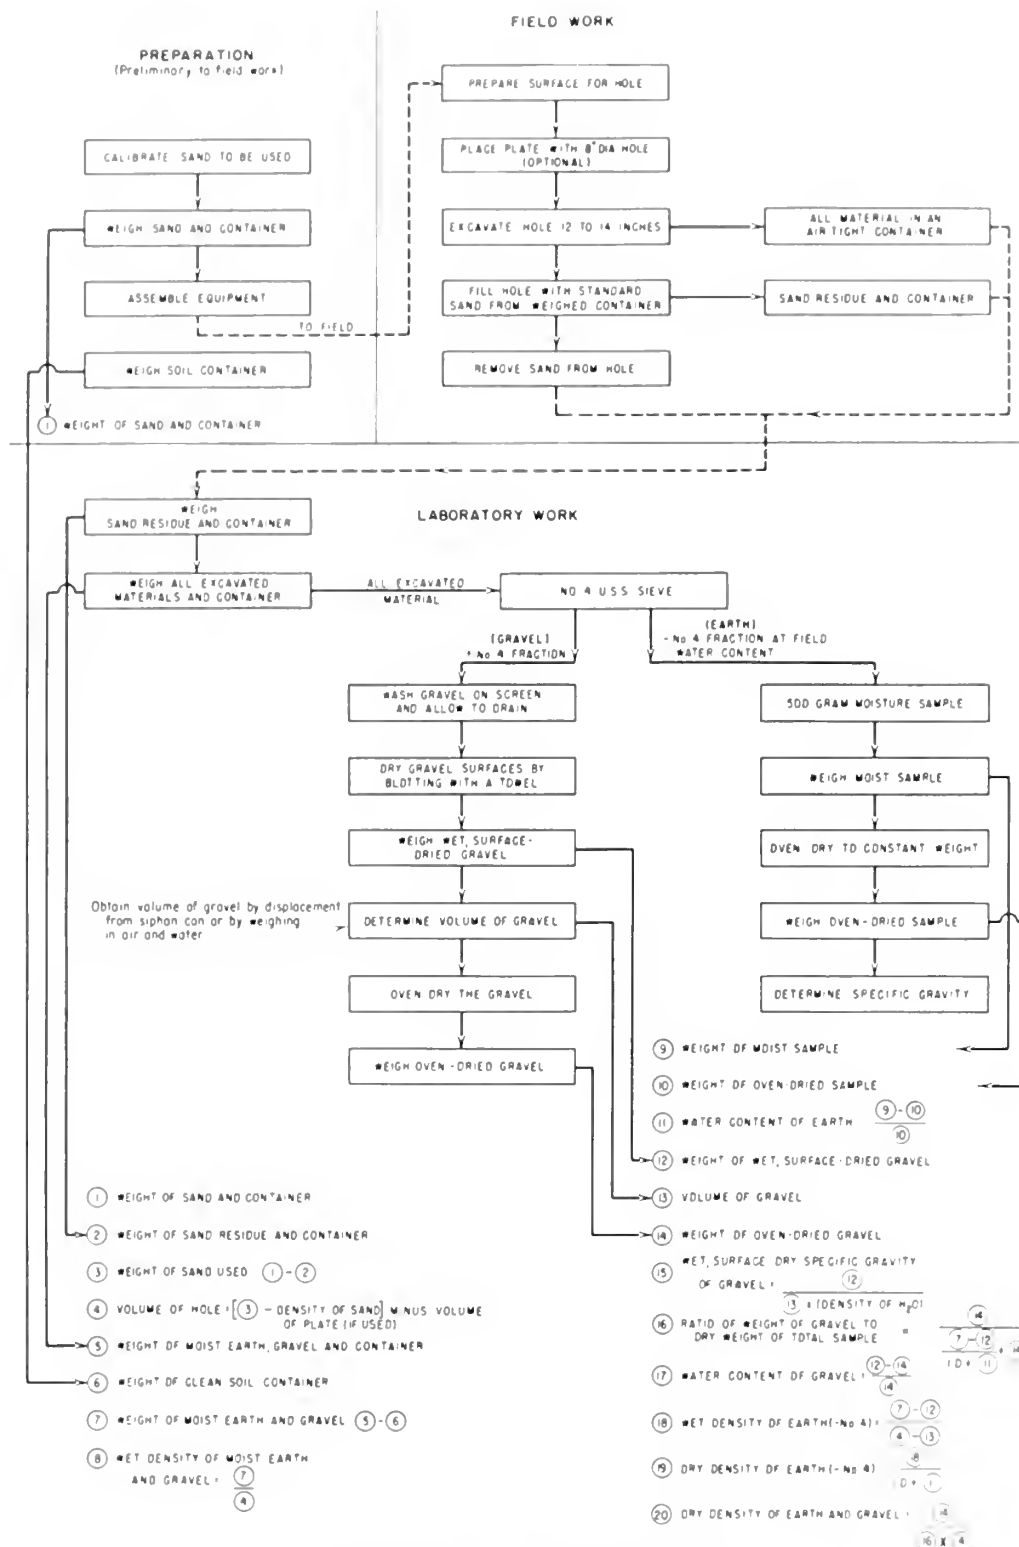 FIELD WORK
PREPARATION
(Preliminary to field work)
PREPARE SURFACE FOR HOLE
CALIBRATE SAND TO BE USED
PLACE PLATE WITH 8" DIA HOLE
(OPTIONAL)
WEIGH SAND AND CONTAINER
EXCAVATE HOLE 12 TO 14 INCHES
ALL MATERIAL IN AN
AIRTIGHT CONTAINER
ASSEMBLE EQUIPMENT
FILL HOLE WITH STANDARD
SAND FROM WEIGHED CONTAINER
SAND RESIDUE AND CONTAINER
TO FIELD
WEIGH SOIL CONTAINER
REMOVE SAND FROM HOLE
① WEIGHT OF SAND AND CONTAINER
WEIGH
SAND RESIDUE AND CONTAINER
LABORATORY WORK
WEIGH ALL EXCAVATED
MATERIALS AND CONTAINER
ALL EXCAVATED
MATERIAL
NO 4 U.S.S. SIEVE
[GRAVEL]
+ No 4 FRACTION
[EARTH]
- No 4 FRACTION AT FIELD
WATER CONTENT
WASH GRAVEL ON SCREEN
AND ALLOW TO DRAIN
500 GRAM MOISTURE SAMPLE
DRY GRAVEL SURFACES BY
BLOTTING WITH A TOWEL
WEIGH MOIST SAMPLE
WEIGH WET, SURFACE-
DRIED GRAVEL
OVEN DRY TO CONSTANT WEIGHT
Obtain volume of gravel by displacement
from siphon can or by weighing
in air and water
DETERMINE VOLUME OF GRAVEL
WEIGH OVEN-DRIED SAMPLE
OVEN DRY THE GRAVEL
DETERMINE SPECIFIC GRAVITY
WEIGH OVEN-DRIED GRAVEL
① WEIGHT OF SAND AND CONTAINER
② WEIGHT OF SAND RESIDUE AND CONTAINER
③ WEIGHT OF SAND USED ①-②
④ VOLUME OF HOLE = [③ ÷ DENSITY OF SAND] MINUS VOLUME
OF PLATE (IF USED)
⑤ WEIGHT OF MOIST EARTH, GRAVEL AND CONTAINER
⑥ WEIGHT OF CLEAN SOIL CONTAINER
⑦ WEIGHT OF MOIST EARTH AND GRAVEL ⑤-⑥
⑧ WET DENSITY OF MOIST EARTH
AND GRAVEL = ⑦
④
⑨ WEIGHT OF MOIST SAMPLE
⑩ WEIGHT OF OVEN-DRIED SAMPLE
⑪ WATER CONTENT OF EARTH ⑨-⑩
⑩
⑫ WEIGHT OF WET, SURFACE-DRIED GRAVEL
⑬ VOLUME OF GRAVEL
⑭ WEIGHT OF OVEN-DRIED GRAVEL
⑮ WET, SURFACE DRY SPECIFIC GRAVITY
OF GRAVEL = ⑫
⑬ x (DENSITY OF H₂O)
⑯ RATIO OF WEIGHT OF GRAVEL TO
DRY WEIGHT OF TOTAL SAMPLE = ⑭
⑦-⑫
1.0 + ⑪ + ⑭
⑰ WATER CONTENT OF GRAVEL = ⑫-⑭
⑭
⑱ WET DENSITY OF EARTH (-No 4) = ⑦-⑫
④-⑬
⑲ DRY DENSITY OF EARTH (-No 4)
1.0 +
⑳ DRY DENSITY OF EARTH AND GRAVEL = ⑭
⑯ X ④